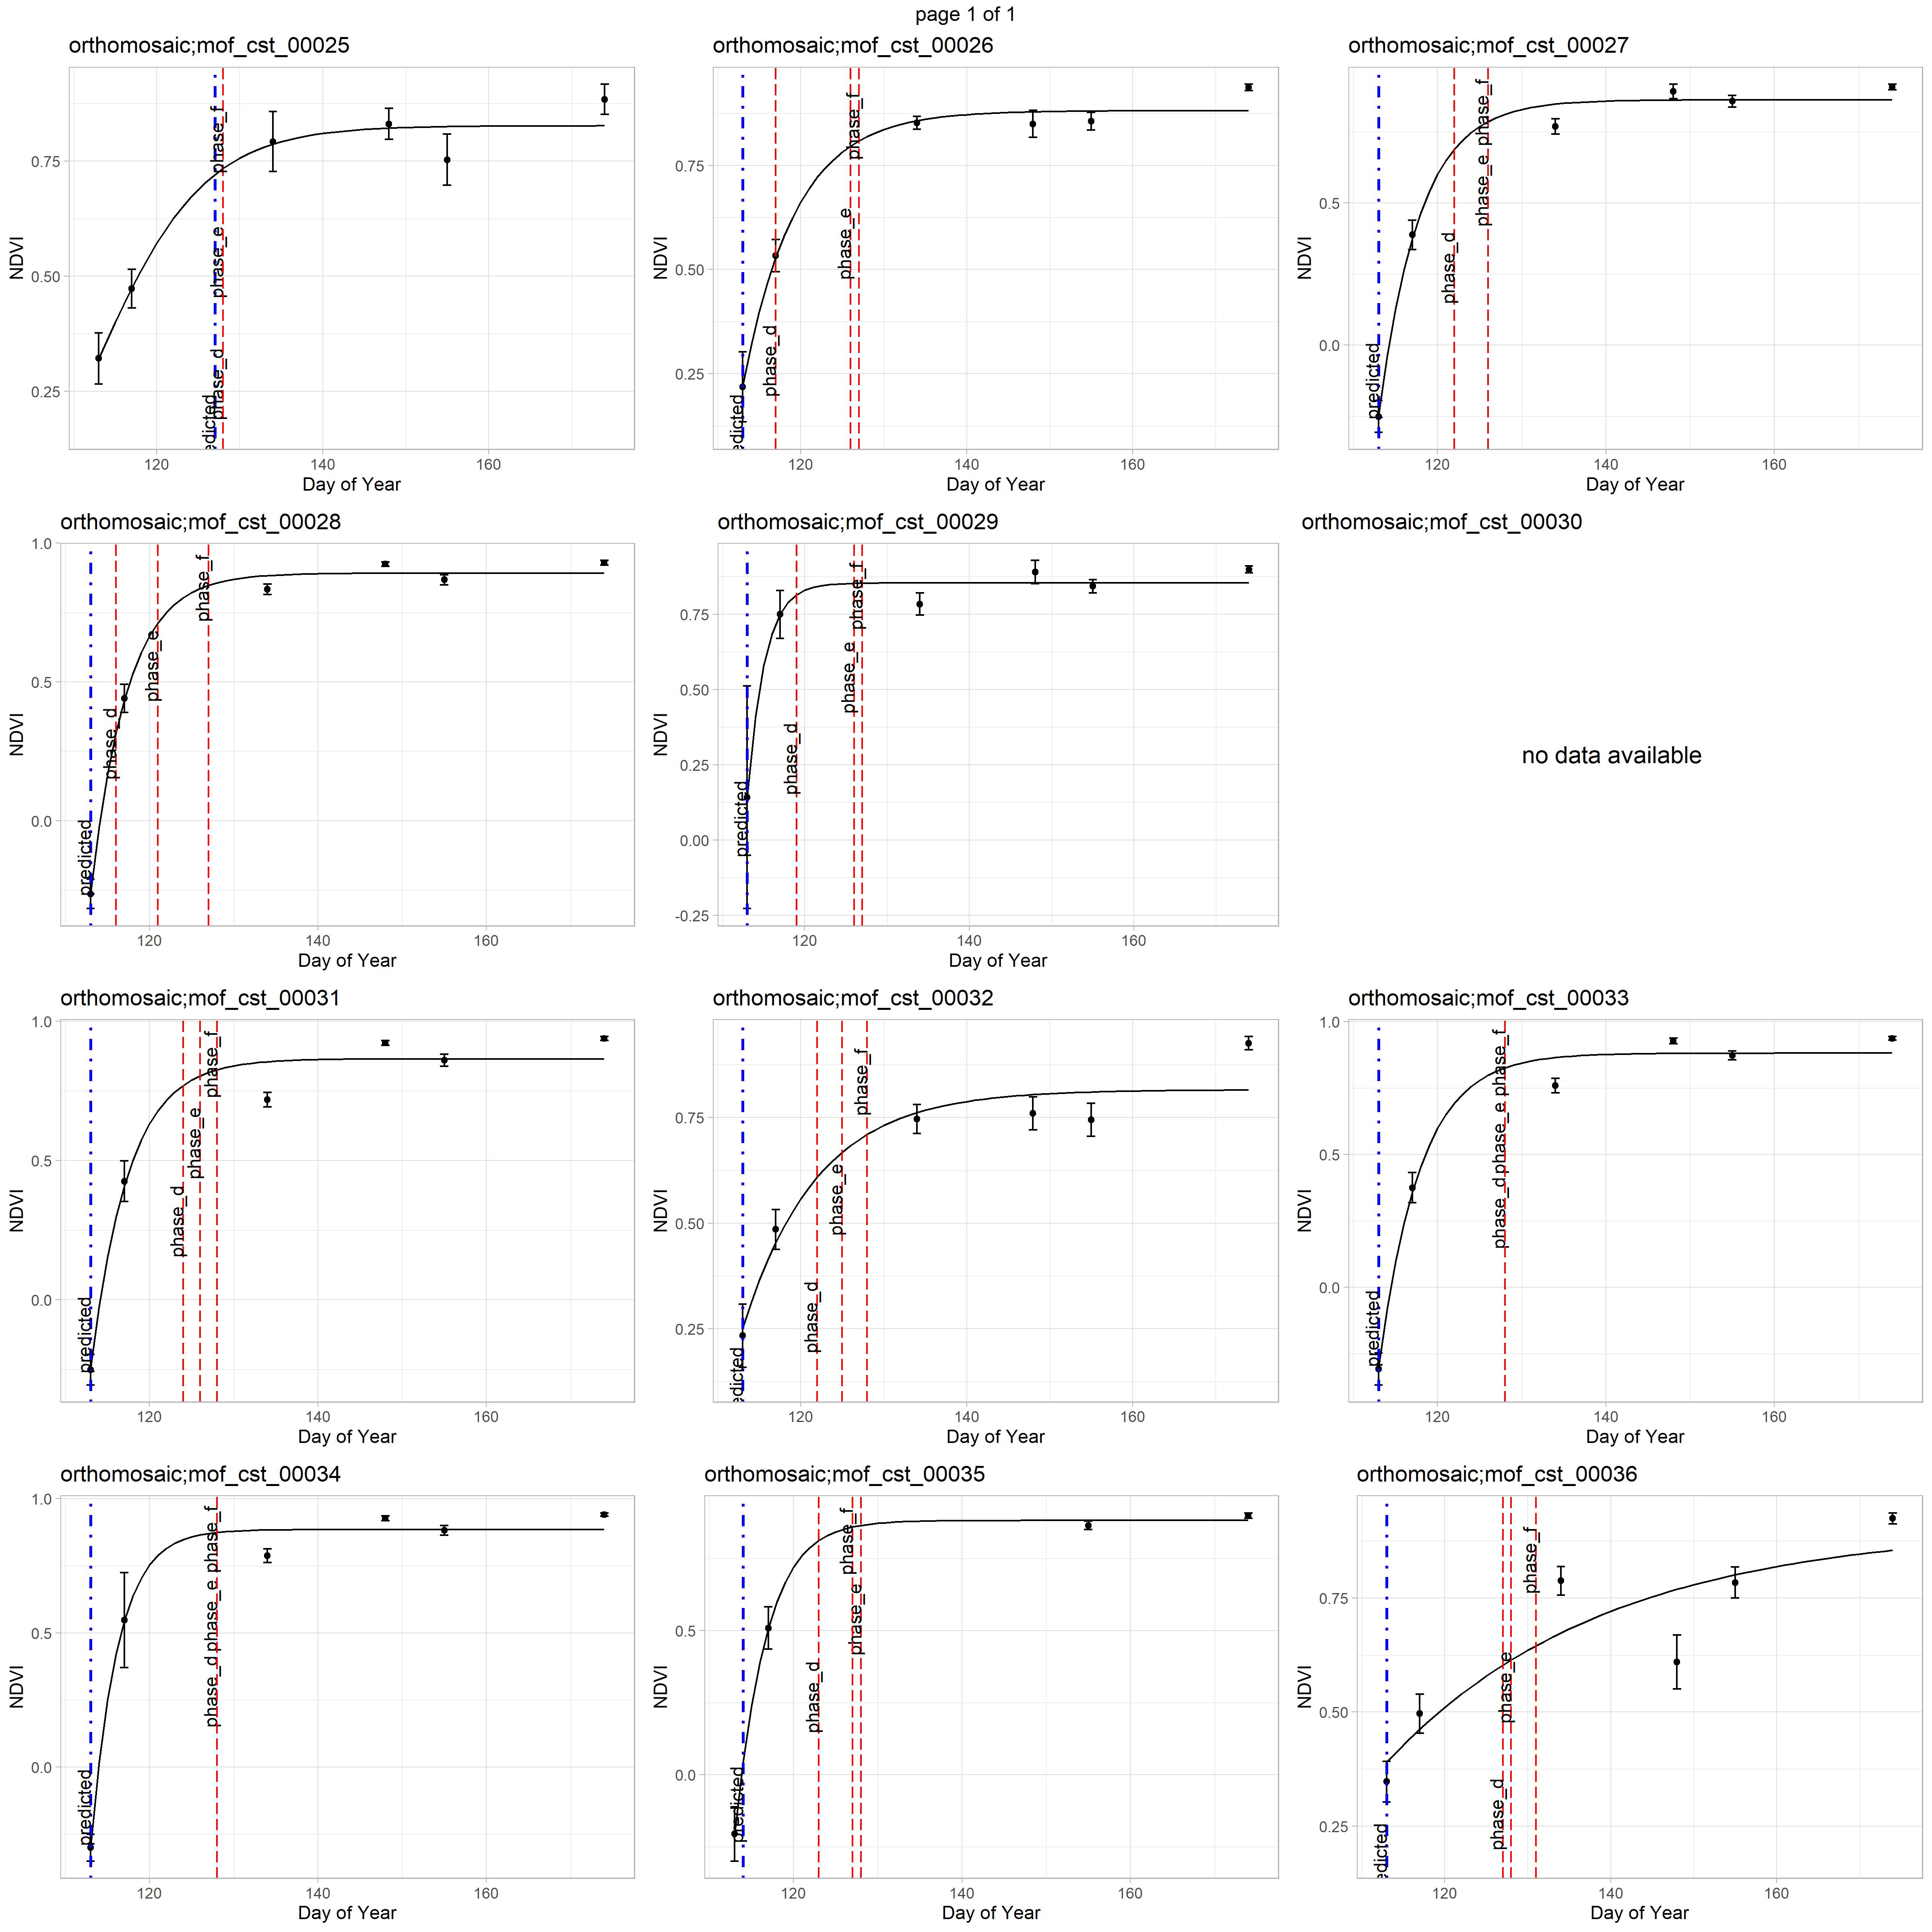 page 1 of 1
orthomosaic;mof_cst_00025
NDVI
0.75
0.50
0.25
phase_f
phase_e
phase_d
edicted
120 140 160
Day of Year
orthomosaic;mof_cst_00026
NDVI
0.75
0.50
0.25
phase_f
phase_e
phase_d
edicted
120 140 160
Day of Year
orthomosaic;mof_cst_00027
NDVI
0.5
0.0
phase_f
phase_e
phase_d
predicted
120 140 160
Day of Year
orthomosaic;mof_cst_00028
NDVI
1.0
0.5
0.0
phase_f
phase_e
phase_d
predicted
120 140 160
Day of Year
orthomosaic;mof_cst_00029
NDVI
0.75
0.50
0.25
0.00
-0.25
phase_f
phase_e
phase_d
predicted
120 140 160
Day of Year
orthomosaic;mof_cst_00030
no data available
orthomosaic;mof_cst_00031
NDVI
1.0
0.5
0.0
phase_f
phase_e
phase_d
predicted
120 140 160
Day of Year
orthomosaic;mof_cst_00032
NDVI
0.75
0.50
0.25
phase_f
phase_e
phase_d
edicted
120 140 160
Day of Year
orthomosaic;mof_cst_00033
NDVI
1.0
0.5
0.0
phase_f
phase_e
phase_d
predicted
120 140 160
Day of Year
orthomosaic;mof_cst_00034
NDVI
1.0
0.5
0.0
phase_f
phase_e
phase_d
predicted
120 140 160
Day of Year
orthomosaic;mof_cst_00035
NDVI
0.5
0.0
phase_f
phase_e
phase_d
predicted
120 140 160
Day of Year
orthomosaic;mof_cst_00036
NDVI
0.75
0.50
0.25
phase_f
phase_e
phase_d
edicted
120 140 160
Day of Year